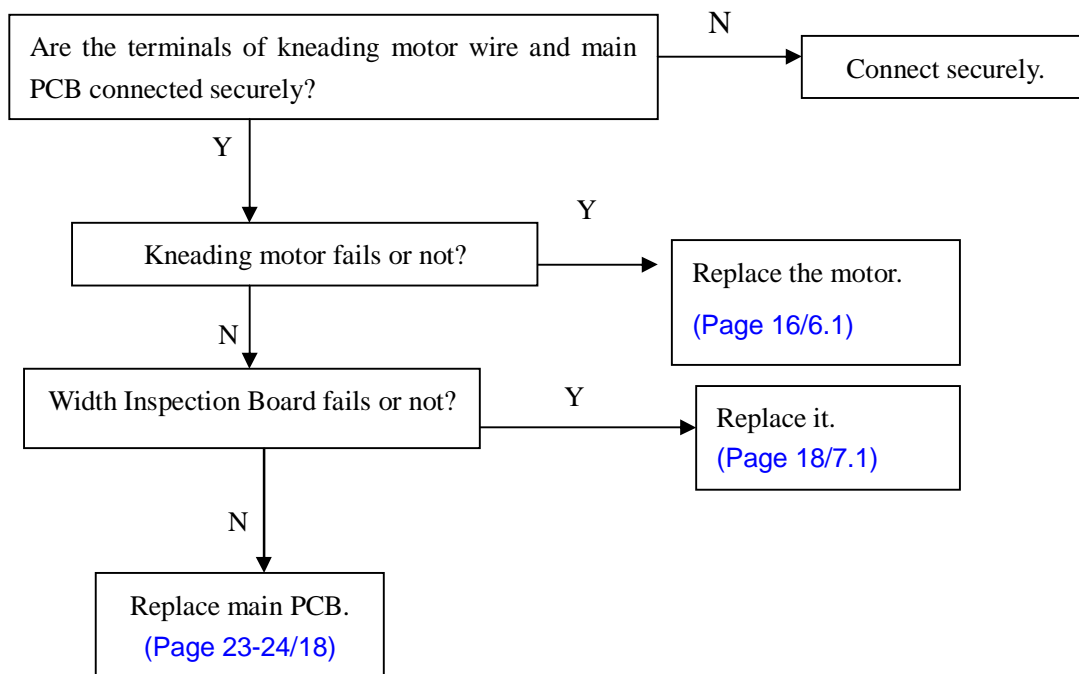 Are the terminals of kneading motor wire and main
PCB connected securely?
N
Connect securely.
Y
Kneading motor fails or not?
Y
Replace the motor.
(Page 16/6.1)
N
Width Inspection Board fails or not?
Y
Replace it.
(Page 18/7.1)
N
Replace main PCB.
(Page 23-24/18)